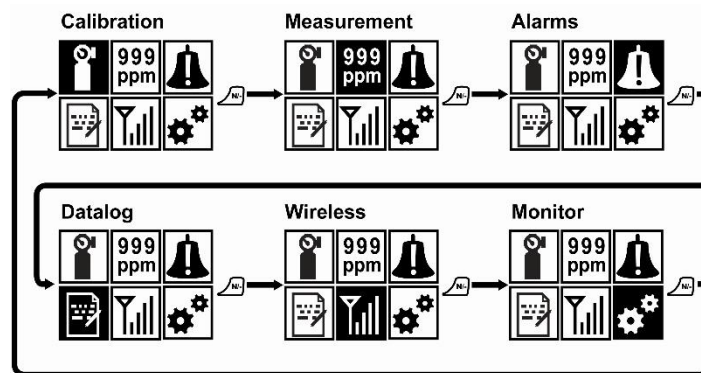 Calibration
999
ppm
N/-
Measurement
999
ppm
N/-
Alarms
999
ppm
N/-
Datalog
999
ppm
N/-
Wireless
999
ppm
N/-
Monitor
999
ppm
N/-